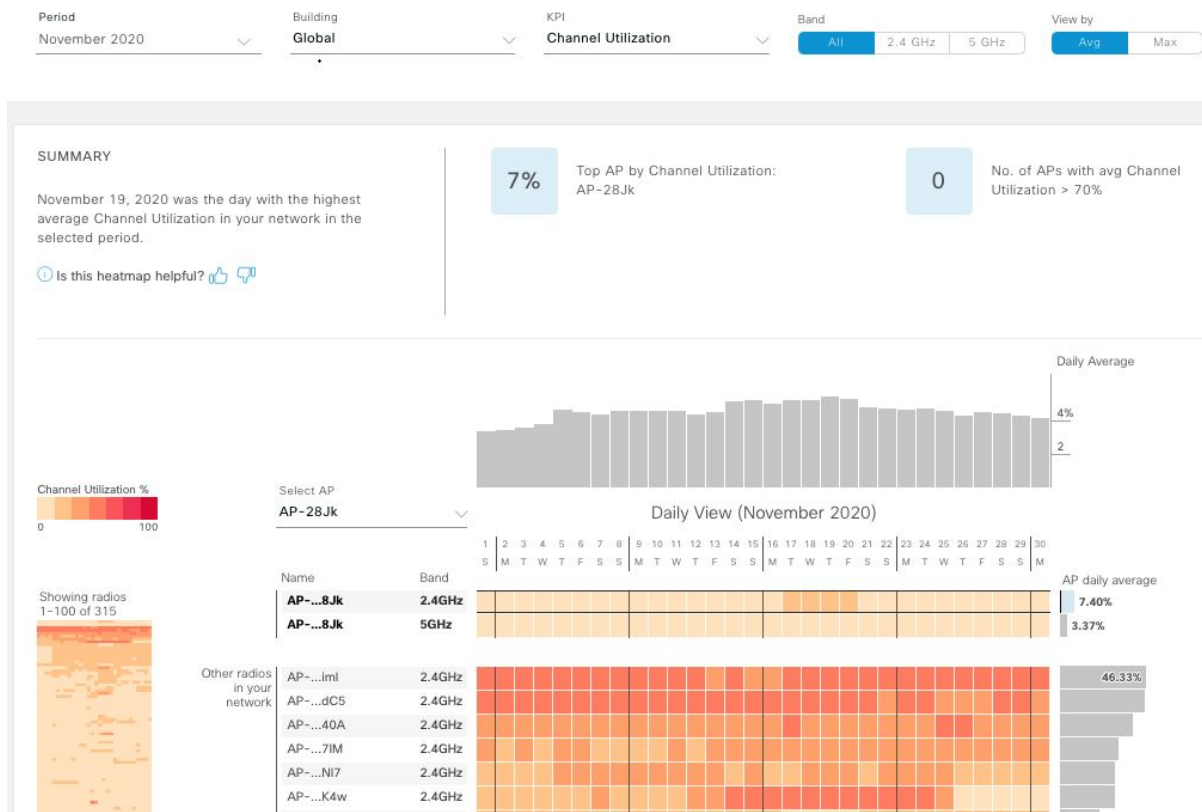 Period
November 2020
Building
Global
KPI
Channel Utilization
Band
All 2.4 GHz 5 GHz
View by
Avg Max
SUMMARY
November 19, 2020 was the day with the highest
average Channel Utilization in your network in the
selected period.
Is this heatmap helpful?
7%
Top AP by Channel Utilization:
AP-28Jk
0
No. of APs with avg Channel
Utilization > 70%
Daily Average
4%
2
Channel Utilization %
0 100
Select AP
AP-28Jk
Daily View (November 2020)
1 2 3 4 5 6 7 8 9 10 11 12 13 14 15 16 17 18 19 20 21 22 23 24 25 26 27 28 29 30
S M T W T F S S M T W T F S S M T W T F S S M T W T F S S M
Name Band
AP daily average
AP-...8Jk 2.4GHz 7.40%
AP-...8Jk 5GHz 3.37%
Showing radios
1-100 of 315
Other radios
in your
network
AP-...iml 2.4GHz 46.33%
AP-...dC5 2.4GHz
AP-...40A 2.4GHz
AP-...7IM 2.4GHz
AP-...NI7 2.4GHz
AP-...K4w 2.4GHz